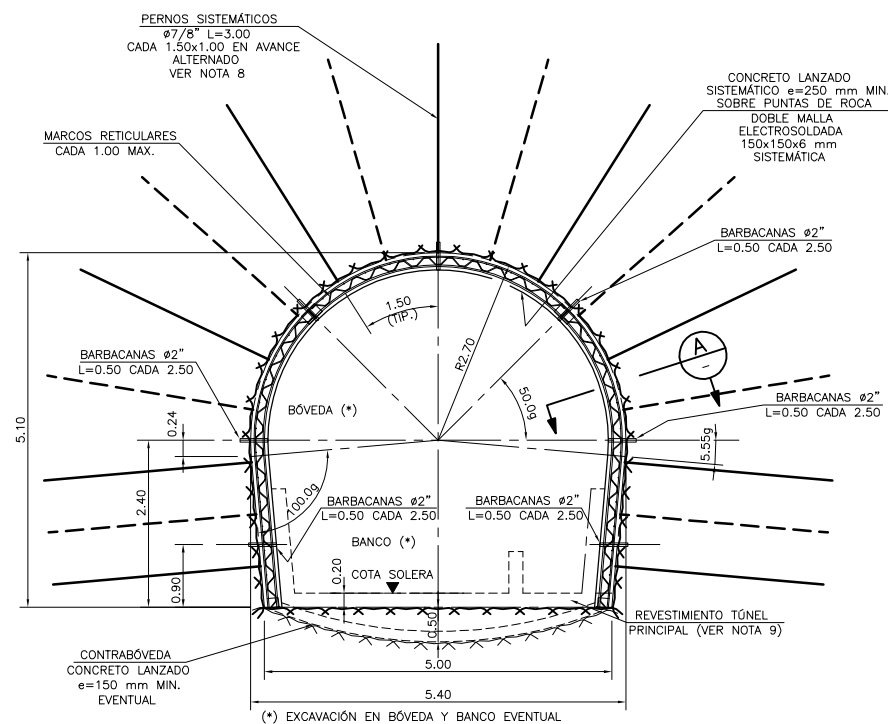 PERNOS SISTEMÁTICOS
ø7/8" L=3.00
CADA 1.50x1.00 EN AVANCE
ALTERNADO
VER NOTA 8
CONCRETO LANZADO
SISTEMÁTICO e=250 mm MIN.
SOBRE PUNTAS DE ROCA
DOBLE MALLA
ELECTROSOLDADA
150x150x6 mm
SISTEMÁTICA
MARCOS RETICULARES
CADA 1.00 MAX.
BARBACANAS ø2"
L=0.50 CADA 2.50
1.50
(TIP.)
R2.70
A
-
BARBACANAS ø2"
L=0.50 CADA 2.50
50.0g
BARBACANAS ø2"
L=0.50 CADA 2.50
BÓVEDA (*)
0.24
5.10
5.55g
2.40
100.0g
BARBACANAS ø2"
L=0.50 CADA 2.50
BARBACANAS ø2"
L=0.50 CADA 2.50
BANCO (*)
0.90
0.20
COTA SOLERA
0.50
REVESTIMIENTO TÚNEL
PRINCIPAL (VER NOTA 9)
CONTRABÓVEDA
CONCRETO LANZADO
e=150 mm MIN.
EVENTUAL
5.00
5.40
(*) EXCAVACIÓN EN BÓVEDA Y BANCO EVENTUAL